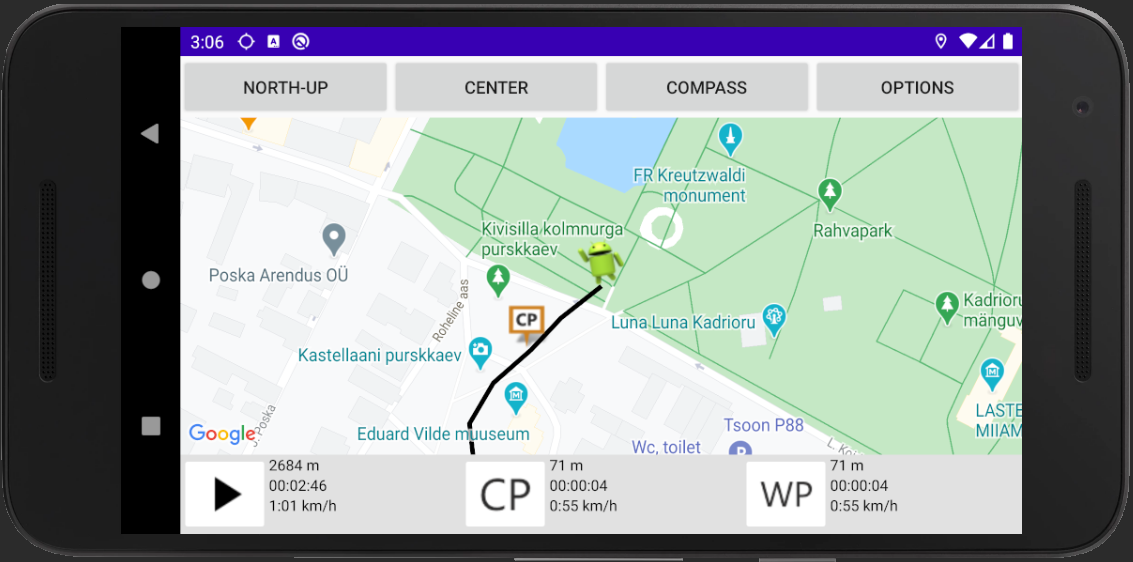 3:06
A
NORTH-UP
CENTER
COMPASS
OPTIONS
FR Kreutzwaldi
monument
Rahvapark
Kivisilla kolmnurga
purskkaev
Poska Arendus OÜ
Roheline aas
CP
Luna Luna Kadrioru
Kadrioru
mänguv
Kastellaani purskkaev
LASTE
MIIAM
Eduard Vilde muuseum
Tsoon P88
Wc, toilet
P
L. Ko
J. Poska
Google
2684 m
00:02:46
1:01 km/h
CP
71 m
00:00:04
0:55 km/h
WP
71 m
00:00:04
0:55 km/h